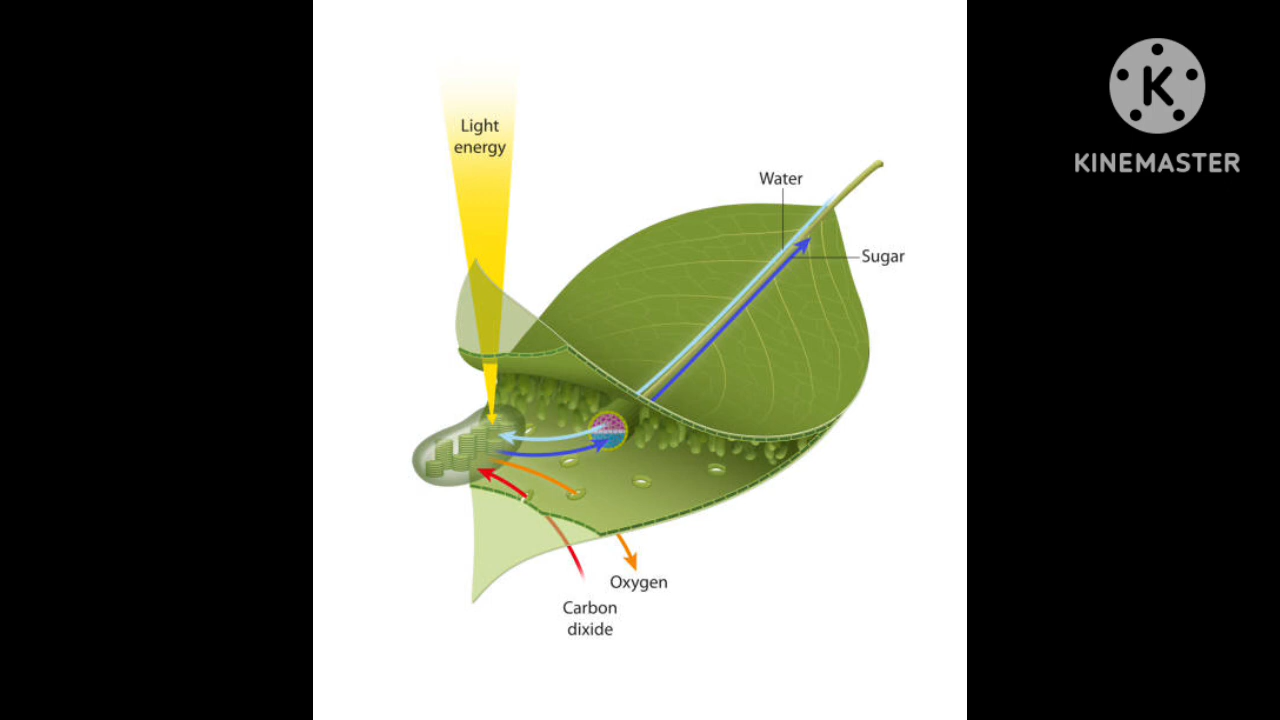 Light
energy
Water
Sugar
Oxygen
Carbon
dixide
K
KINEMASTER